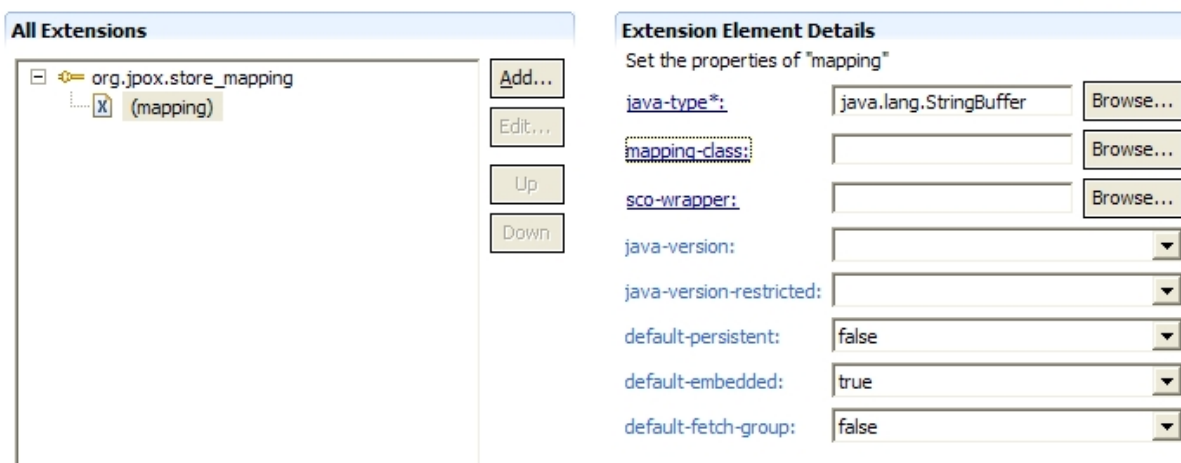 All Extensions
org.jpox.store_mapping
(mapping)
Add...
Edit...
Up
Down
Extension Element Details
Set the properties of "mapping"
java-type*: java.lang.StringBuffer Browse...
mapping-class: Browse...
sco-wrapper: Browse...
java-version:
java-version-restricted:
default-persistent: false
default-embedded: true
default-fetch-group: false